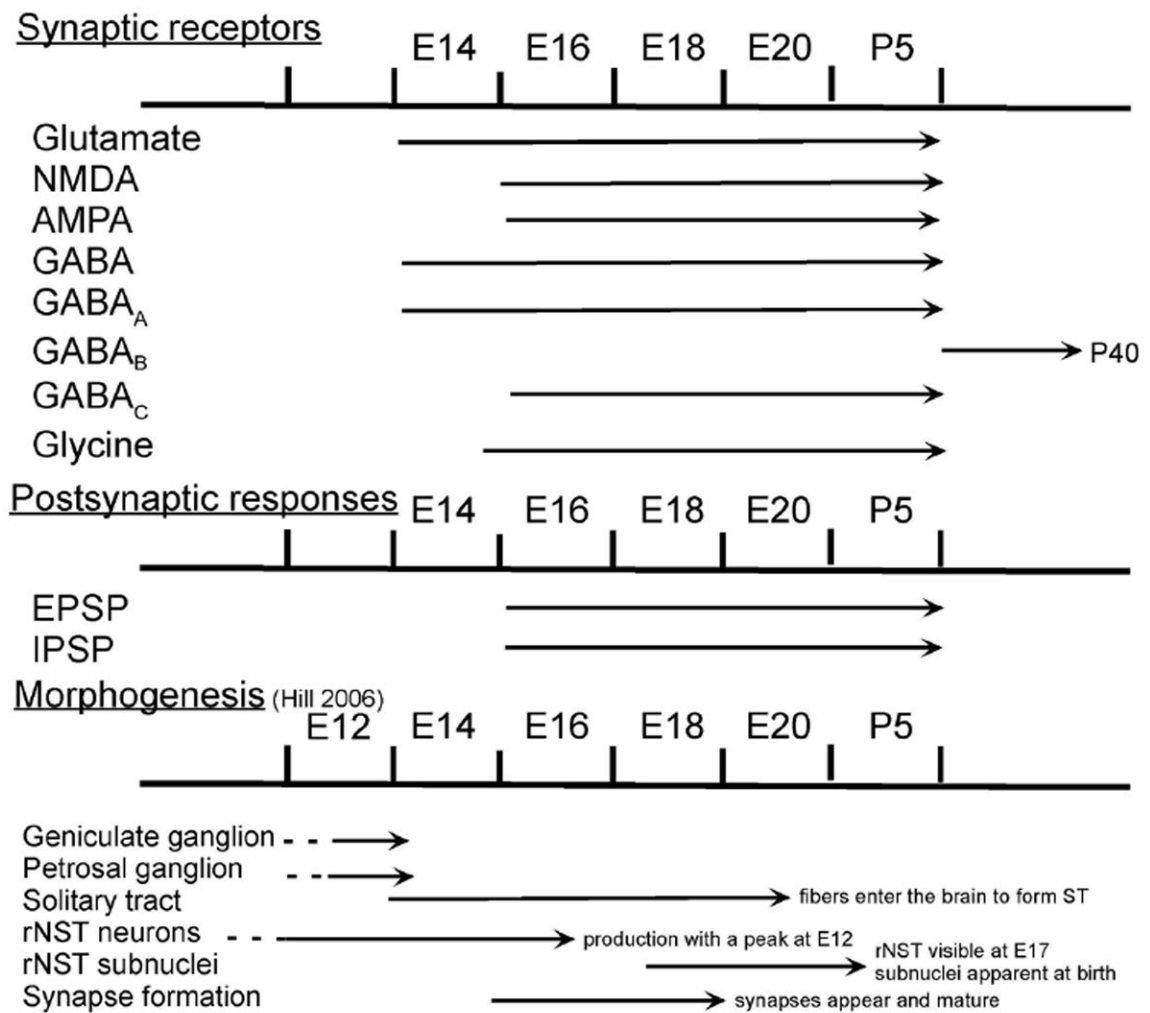 Synaptic receptors
E14 E16 E18 E20 P5
Glutamate
NMDA
AMPA
GABA
GABAA
GABAB P40
GABAC
Glycine
Postsynaptic responses E14 E16 E18 E20 P5
EPSP
IPSP
Morphogenesis (Hill 2006)
E12 E14 E16 E18 E20 P5
Geniculate ganglion
Petrosal ganglion
Solitary tract fibers enter the brain to form ST
rNST neurons production with a peak at E12
rNST visible at E17
rNST subnuclei subnuclei apparent at birth
Synapse formation synapses appear and mature